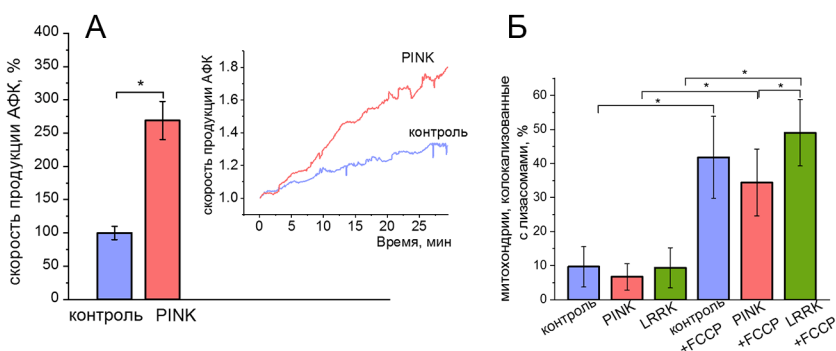 А
скорость продукции АФК, %
400
350
300
250
200
150
100
50
0
*
контроль
PINK
скорость продукции АФК
1.8
1.6
1.4
1.2
1.0
PINK
контроль
0
5
10
15
20
25
Время, мин
Б
митохондрии, колокализованные
с лизасомами, %
60
50
40
30
20
10
0
*
*
*
*
контроль
PINK
LRRK
контроль
+FCCP
PINK
+FCCP
LRRK
+FCCP